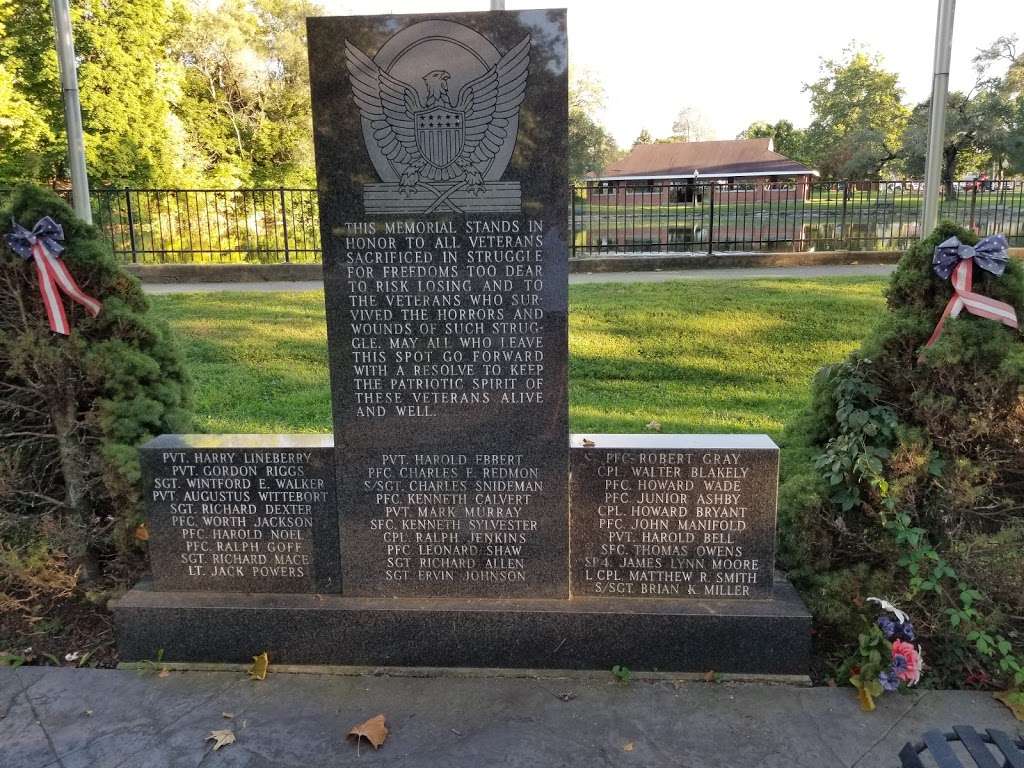 THIS MEMORIAL STANDS IN
HONOR TO ALL VETERANS
SACRIFICED IN STRUGGLE
FOR FREEDOMS TOO DEAR
TO RISK LOSING AND TO
THE VETERANS WHO SUR-
VIVED THE HORRORS AND
WOUNDS OF SUCH STRUG-
GLE. MAY ALL WHO LEAVE
THIS SPOT GO FORWARD
WITH A RESOLVE TO KEEP
THE PATRIOTIC SPIRIT OF
THESE VETERANS ALIVE
AND WELL.
PVT. HARRY LINEBERRY
PVT. GORDON RIGGS
SGT. WINTFORD E. WALKER
PVT. AUGUSTUS WITTEBORT
SGT. RICHARD DEXTER
PFC. WORTH JACKSON
PFC. HAROLD NOEL
PFC. RALPH GOFF
SGT. RICHARD MACE
LT. JACK POWERS
PVT. HAROLD EBBERT
PFC. CHARLES E. REDMON
S/SGT. CHARLES SNIDEMAN
PFC. KENNETH CALVERT
PVT. MARK MURRAY
SFC. KENNETH SYLVESTER
CPL. RALPH JENKINS
PFC. LEONARD SHAW
SGT. RICHARD ALLEN
SGT. ERVIN JOHNSON
PFC. ROBERT GRAY
CPL. WALTER BLAKELY
PFC. HOWARD WADE
PFC. JUNIOR ASHBY
CPL. HOWARD BRYANT
PFC. JOHN MANIFOLD
PVT. HAROLD BELL
SFC. THOMAS OWENS
SP4. JAMES LYNN MOORE
L CPL. MATTHEW R. SMITH
S/SGT. BRIAN K. MILLER